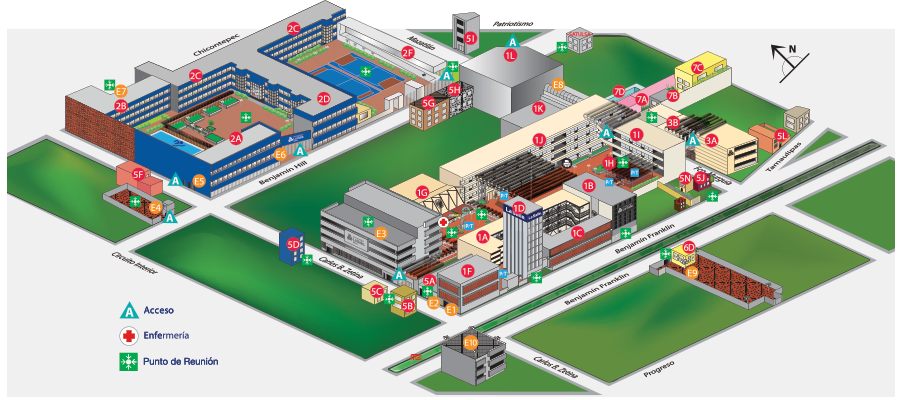 Patriotismo
Chicontepec
Mazatlán
2C
2F
5I
A
1L
N
A
E8
7C
2C
E7
2B
2D
5H
5G
7D
7A
7B
1K
2A
E6
A
1J
A
1I
3B
A
3A
5L
Tamaulipas
E5
A
Benjamín Hill
1H
5F
E4
A
1G
1B
5N
5J
1D
E3
1A
1C
5D
Benjamin Franklin
Circuito Interior
Carlos B. Zetina
A
5A
1F
5C
5B
E2
E1
6D
E9
Benjamin Franklin
E10
Carlos B. Zetina
Progreso
A Acceso
Enfermería
Punto de Reunión